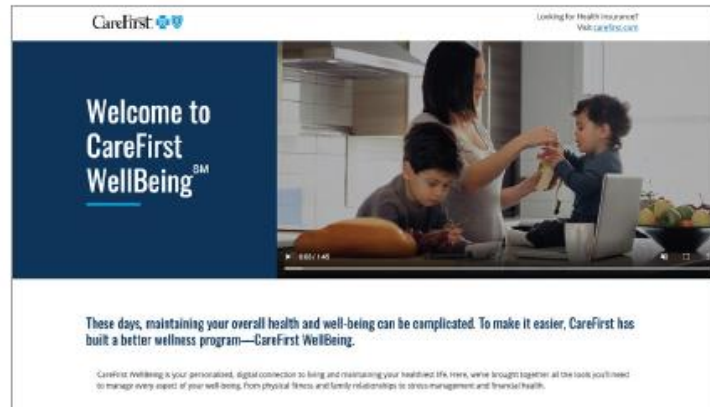 CareFirst
Looking for Health Insurance?
Visit carefirst.com
Welcome to
CareFirst
WellBeing℠
0:03 / 1:45
These days, maintaining your overall health and well-being can be complicated. To make it easier, CareFirst has
built a better wellness program—CareFirst WellBeing.
CareFirst WellBeing is your personalized, digital connection to living and maintaining your healthiest life. Here, we've brought together all the tools you'll need
to manage every aspect of your well-being, from physical fitness and family relationships to stress management and financial health.